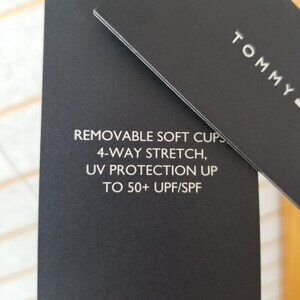 TOMMY
REMOVABLE SOFT CUPS,
4-WAY STRETCH,
UV PROTECTION UP
TO 50+ UPF/SPF